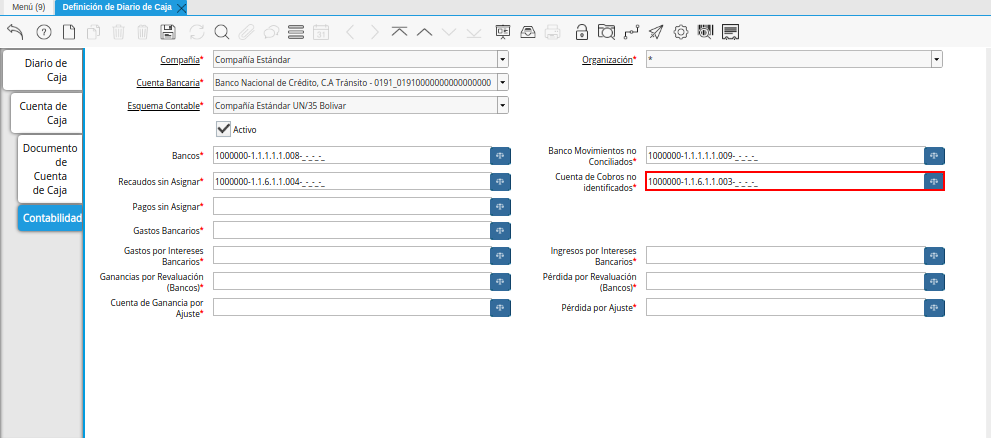 Menú (9)
Definición de Diario de Caja
Diario de
Caja
Cuenta de
Caja
Documento
de
Cuenta
de Caja
Contabilidad
Compañía* Compañía Estándar
Organización* *
Cuenta Bancaria* Banco Nacional de Crédito, C.A Tránsito - 0191_01910000000000000000
Esquema Contable* Compañía Estándar UN/35 Bolivar
Activo
Bancos* 1000000-1.1.1.1.1.008-_-_-_-_
Banco Movimientos no
Conciliados* 1000000-1.1.1.1.1.009-_-_-_-_
Recaudos sin Asignar* 1000000-1.1.6.1.1.004-_-_-_-_
Cuenta de Cobros no
identificados* 1000000-1.1.6.1.1.003-_-_-_-_
Pagos sin Asignar*
Gastos Bancarios*
Gastos por Intereses
Bancarios*
Ingresos por Intereses
Bancarios*
Ganancias por Revaluación
(Bancos)*
Pérdida por Revaluación
(Bancos)*
Cuenta de Ganancia por
Ajuste*
Pérdida por Ajuste*